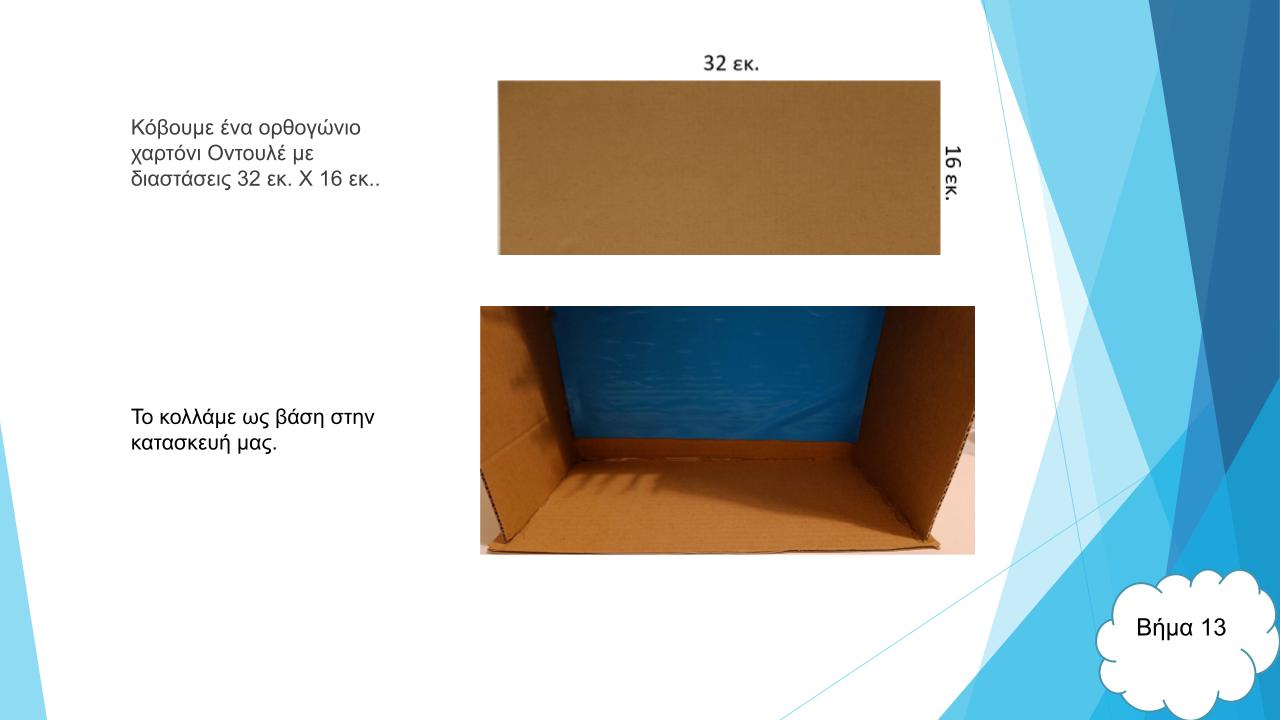 32 εκ.
Κόβουμε ένα ορθογώνιο
χαρτόνι Οντουλέ με
διαστάσεις 32 εκ. Χ 16 εκ..
16 εκ.
Το κολλάμε ως βάση στην
κατασκευή μας.
Βήμα 13